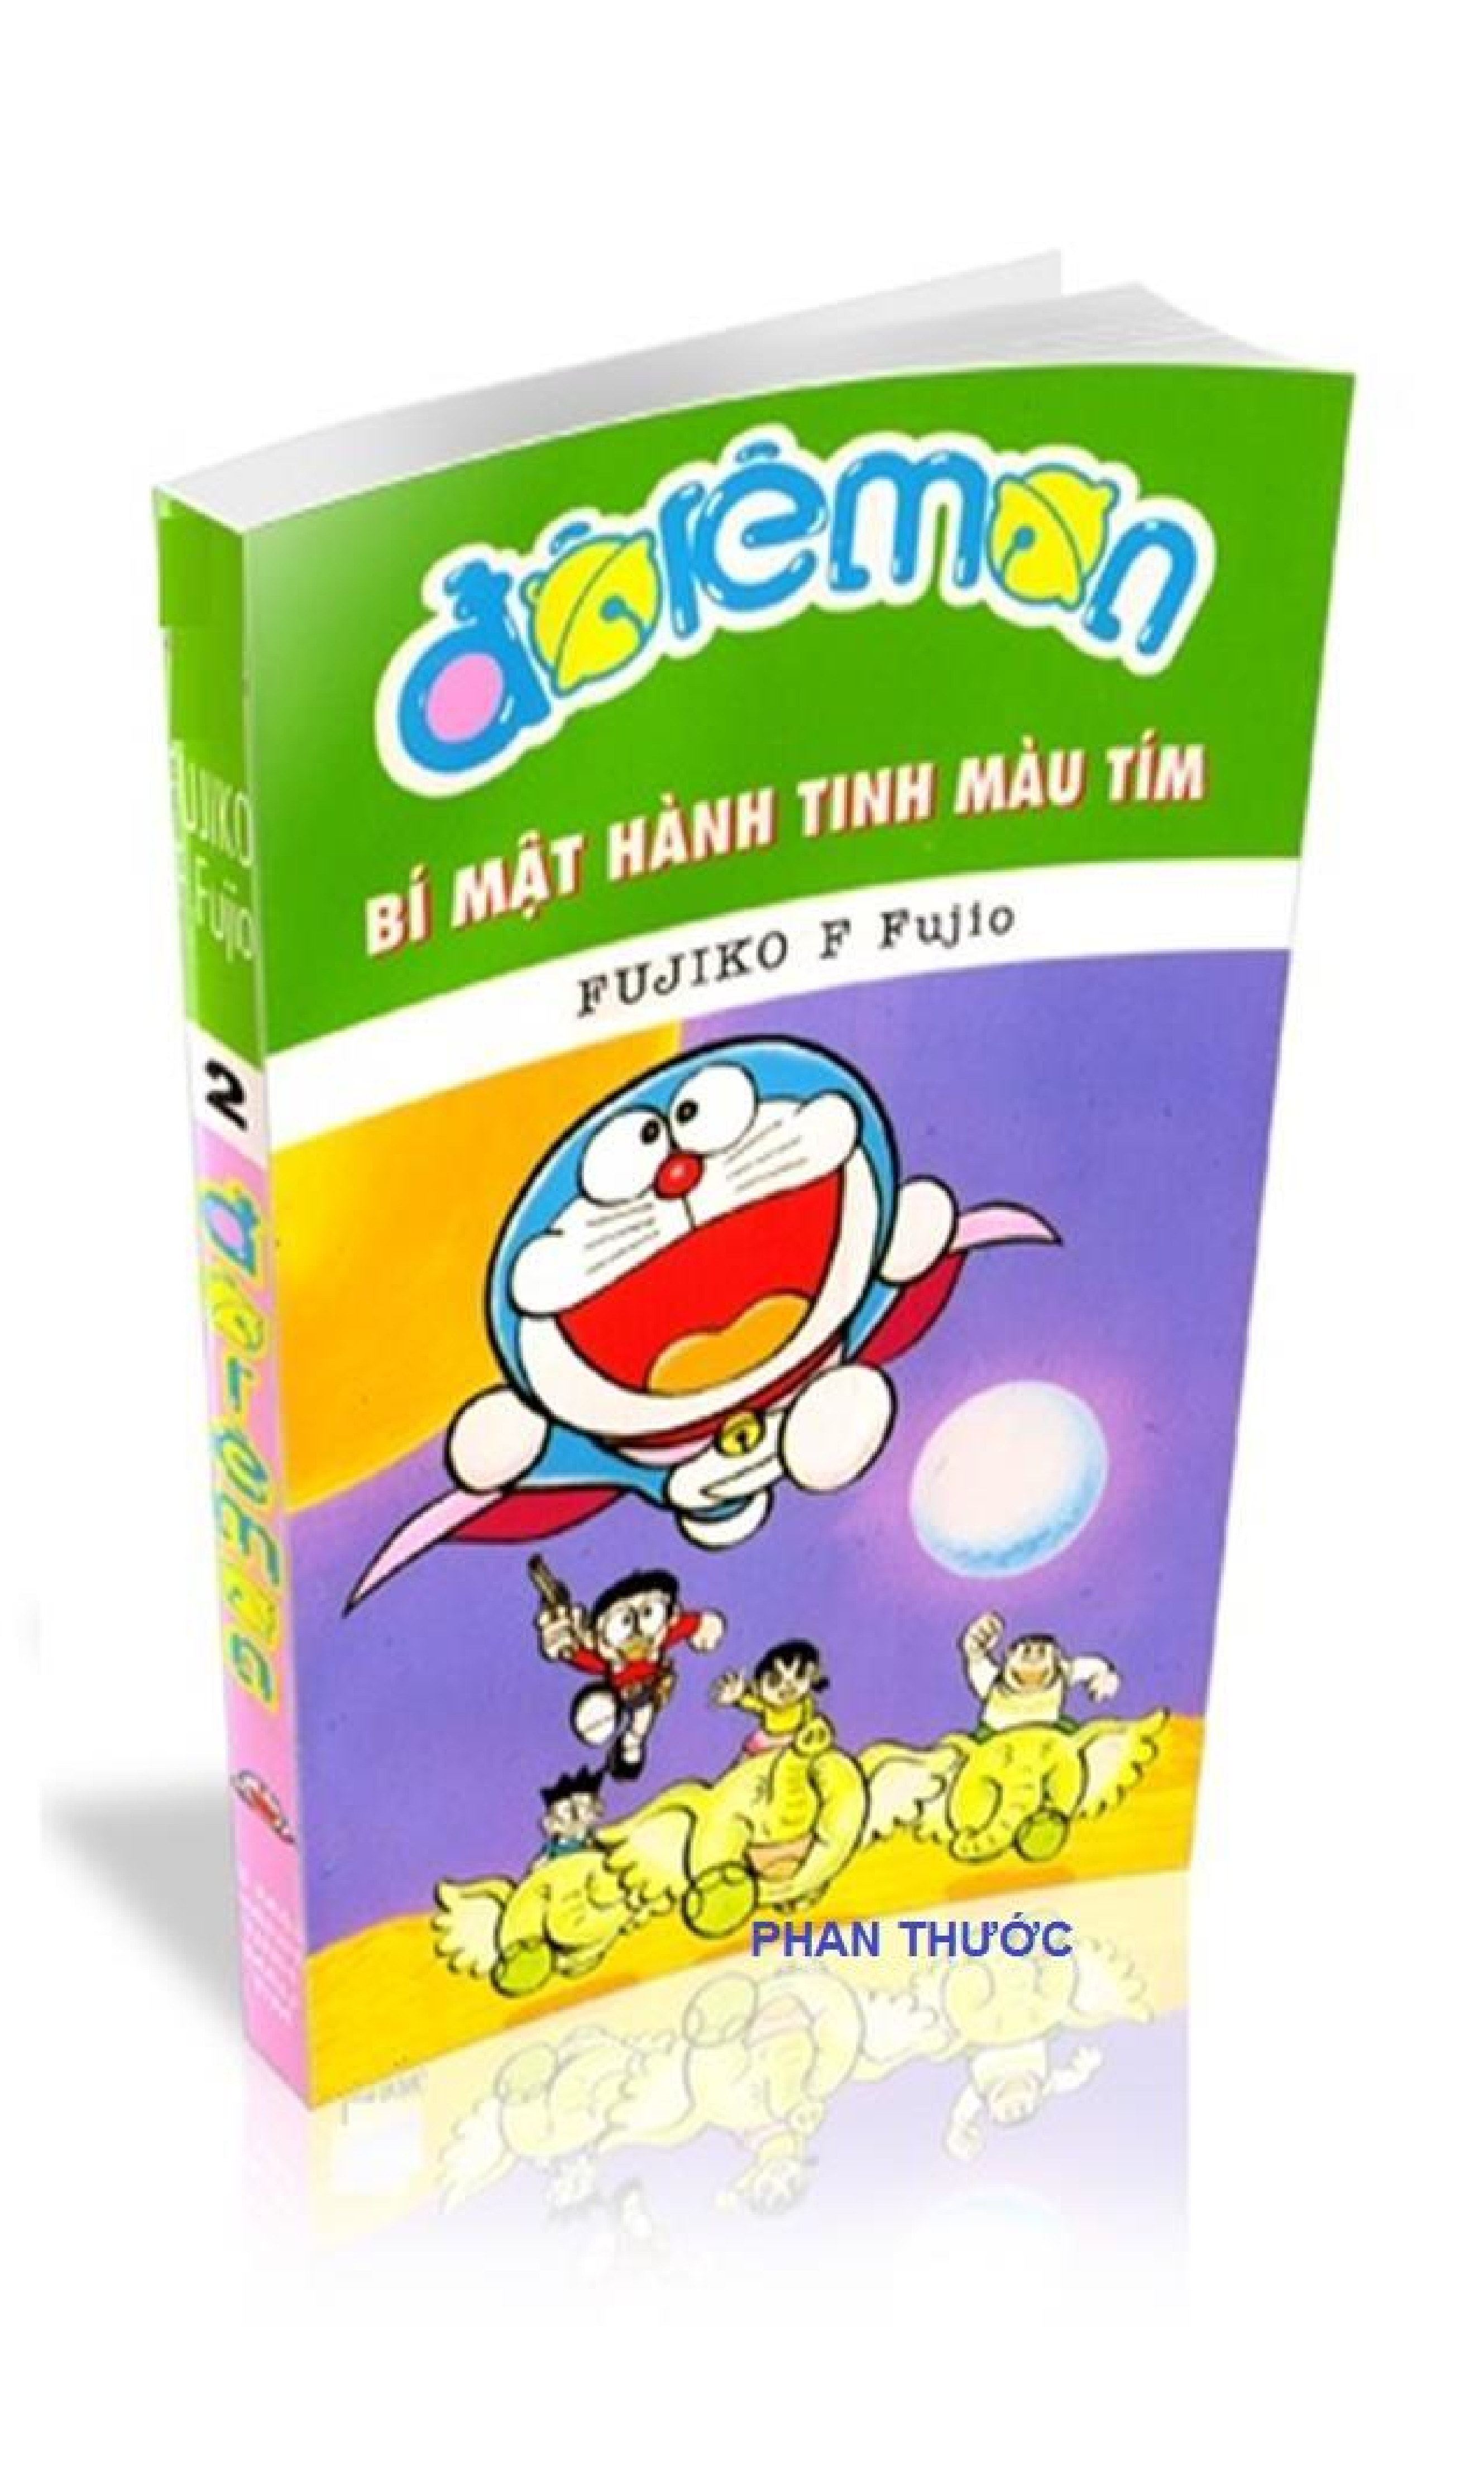 đôrêmon
BÍ MẬT HÀNH TINH MÀU TÍM
FUJIKO F Fujio
FUJIKO
F. Fujio
2
đôrêmon
PHAN THƯỚC